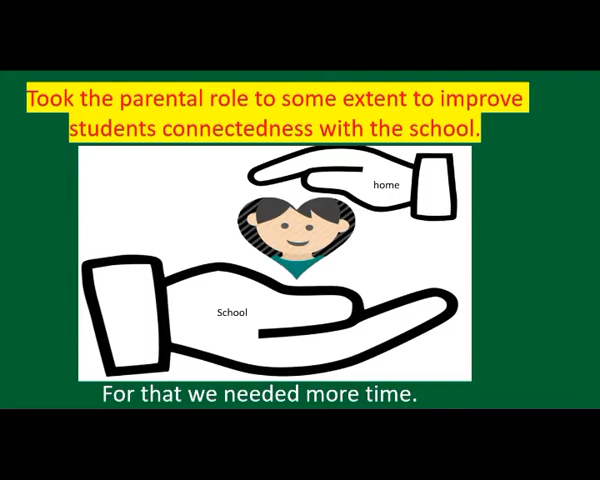 Took the parental role to some extent to improve
students connectedness with the school.
home
School
For that we needed more time.